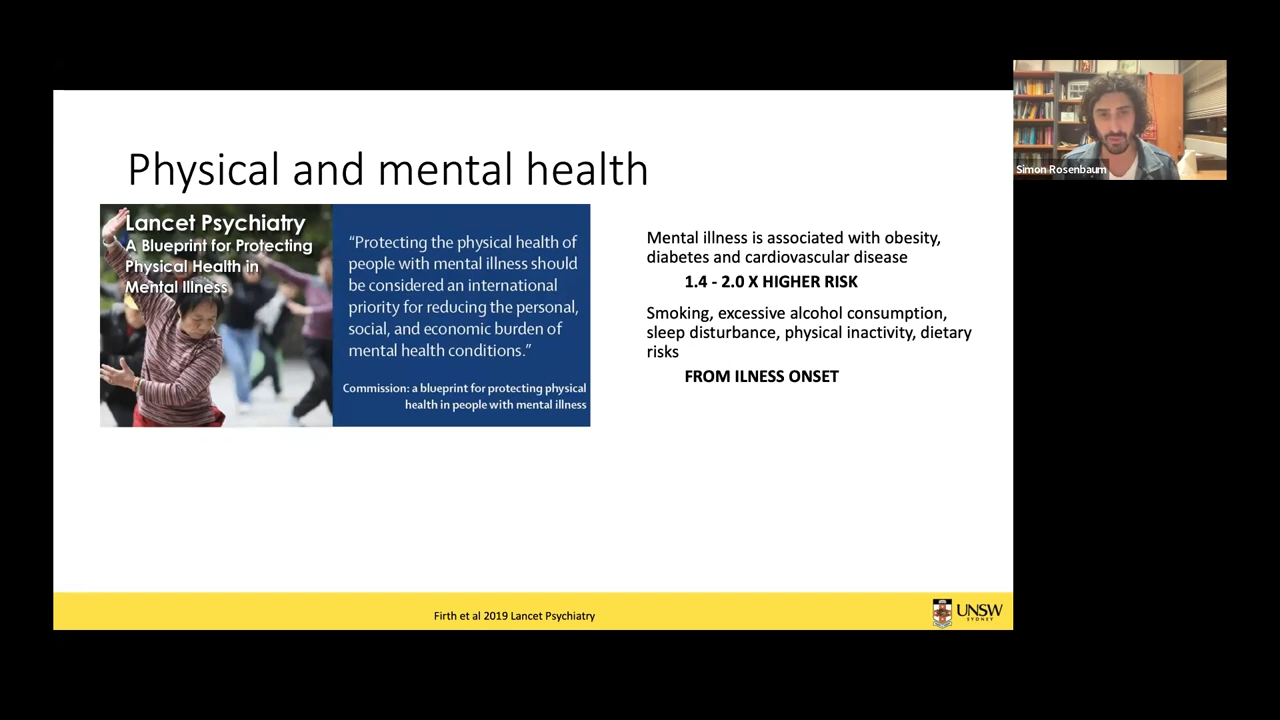 Simon Rosenbaum
Physical and mental health
Lancet Psychiatry
A Blueprint for Protecting
Physical Health in
Mental Illness
“Protecting the physical health of
people with mental illness should
be considered an international
priority for reducing the personal,
social, and economic burden of
mental health conditions.”
Commission: a blueprint for protecting physical
health in people with mental illness
Mental illness is associated with obesity,
diabetes and cardiovascular disease
1.4 - 2.0 X HIGHER RISK
Smoking, excessive alcohol consumption,
sleep disturbance, physical inactivity, dietary
risks
FROM ILNESS ONSET
Firth et al 2019 Lancet Psychiatry
UNSW
SYDNEY